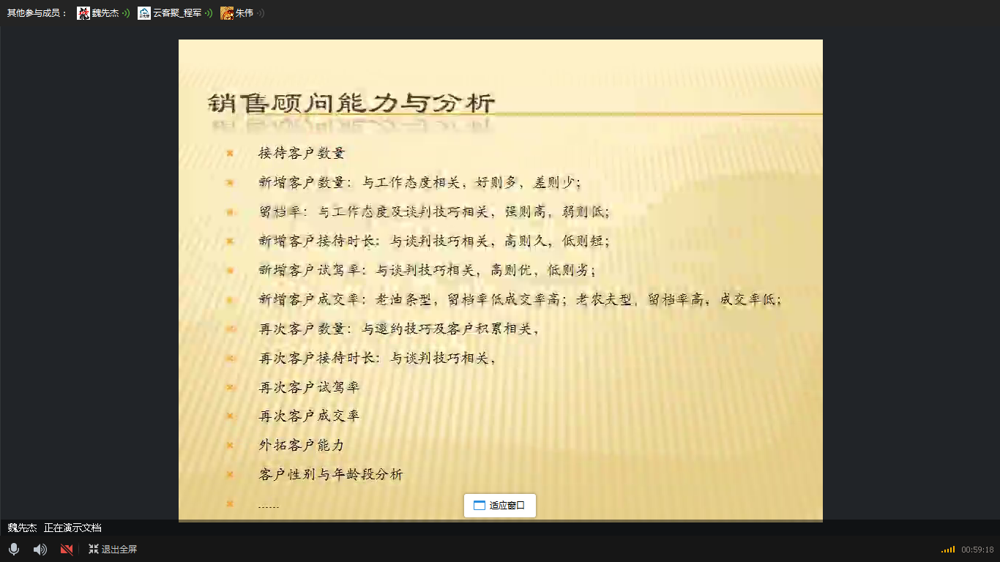 其他参与成员： 魏先杰 云客聚_程军 朱伟
销售顾问能力与分析
接待客户数量
新增客户数量：与工作态度相关，好则多，差则少；
留档率：与工作态度及谈判技巧相关，强则高，弱则低；
新增客户接待时长：与谈判技巧相关，高则久，低则短；
新增客户试驾率：与谈判技巧相关，高则优，低则劣；
新增客户成交率：老油条型，留档率低成交率高；老农夫型，留档率高，成交率低；
再次客户数量：与邀约技巧及客户积累相关，
再次客户接待时长：与谈判技巧相关，
再次客户试驾率
再次客户成交率
外拓客户能力
客户性别与年龄段分析
......
适应窗口
魏先杰 正在演示文档
退出全屏 00:59:18